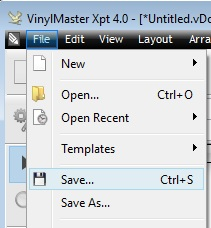 VinylMaster Xpt 4.0 - [*Untitled.vDo
File Edit View Layout Arra
New
Open... Ctrl+O
Open Recent
Templates
Save... Ctrl+S
Save As...